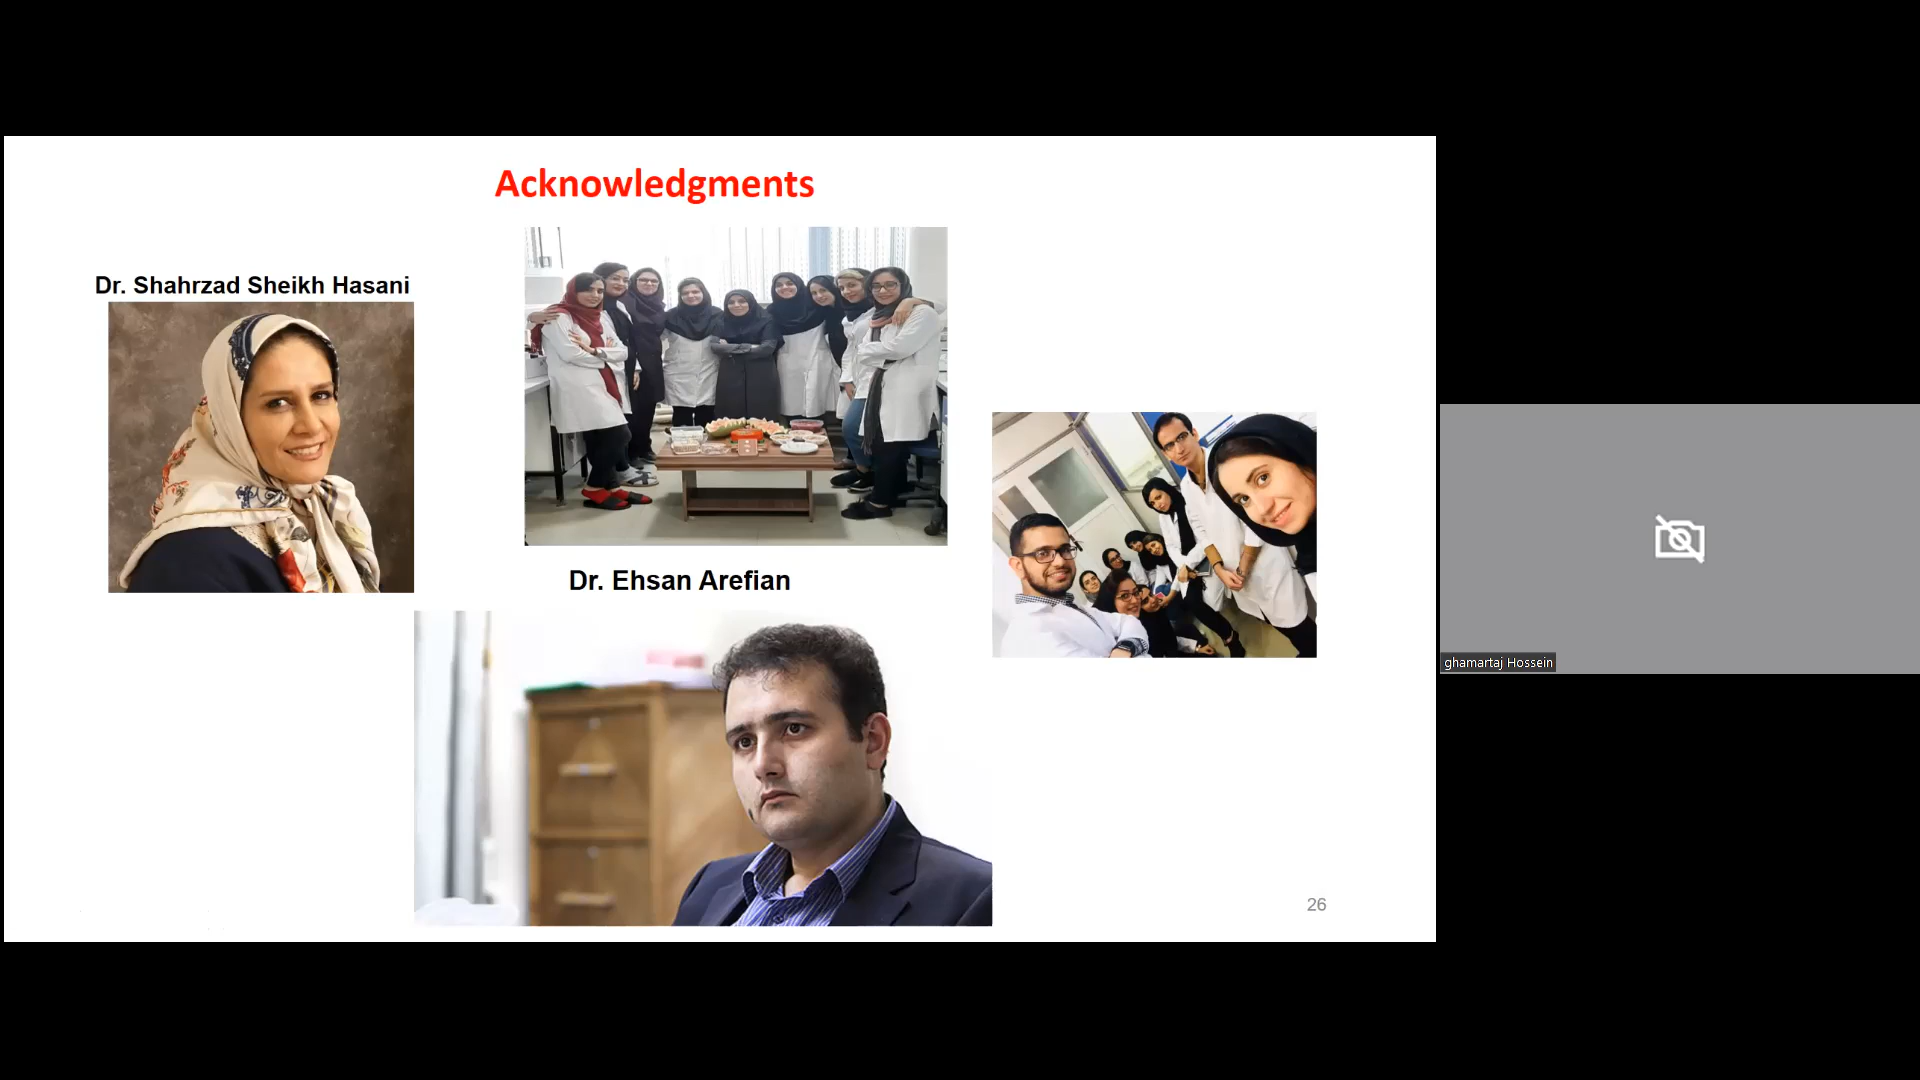 Acknowledgments
Dr. Shahrzad Sheikh Hasani
Dr. Ehsan Arefian
ghamartaj Hossein
26